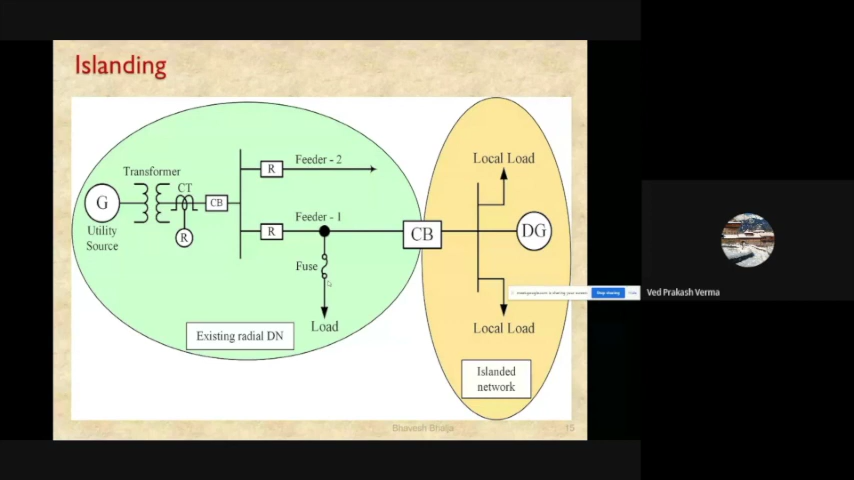 Islanding
Transformer
CT
G
CB
R
Utility
Source
R
Feeder - 2
R
Feeder - 1
Fuse
Load
Existing radial DN
CB
Local Load
DG
Local Load
Islanded
network
Bhavesh Bhalja
15
Stop sharing
Ved Prakash Verma